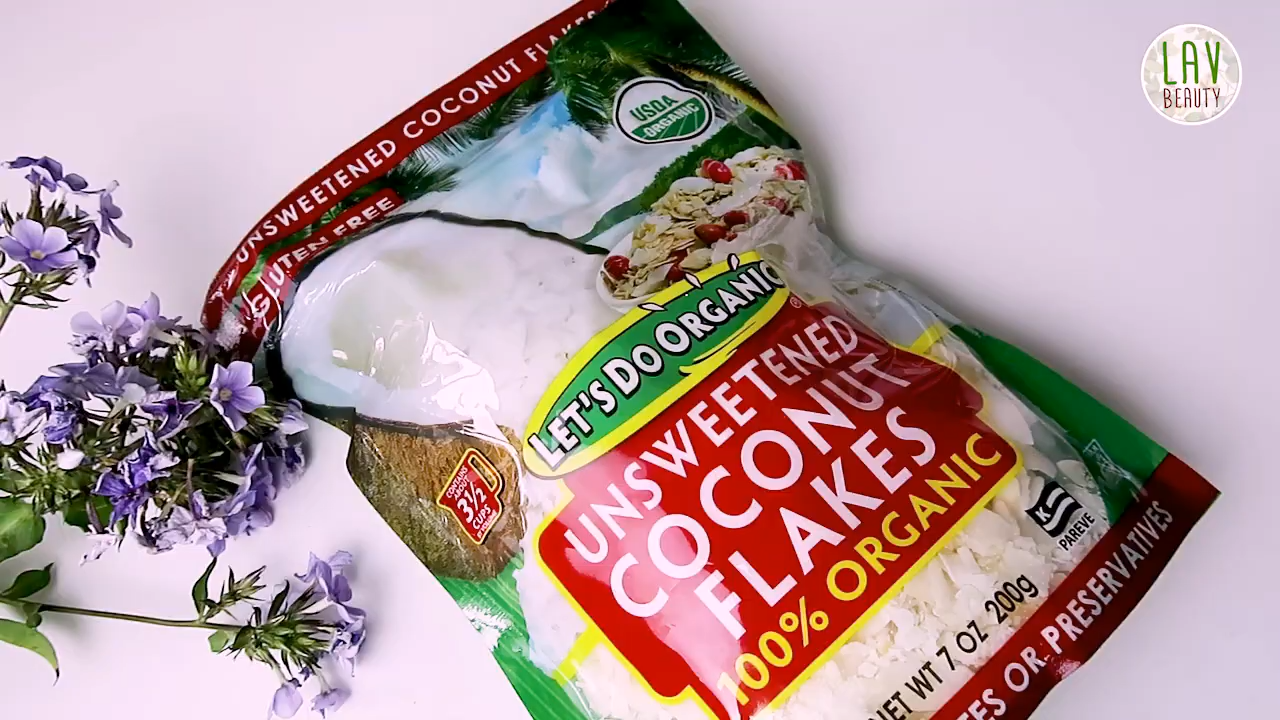 LAV
BEAUTY
UNSWEETENED COCONUT FLAKES
GLUTEN FREE
USDA
ORGANIC
LET'S DO ORGANIC®
UNSWEETENED
COCONUT
FLAKES
100% ORGANIC
CONTAINS
ABOUT
3½
CUPS
K
PAREVE
NET WT 7 OZ 200g
OR PRESERVATIVES